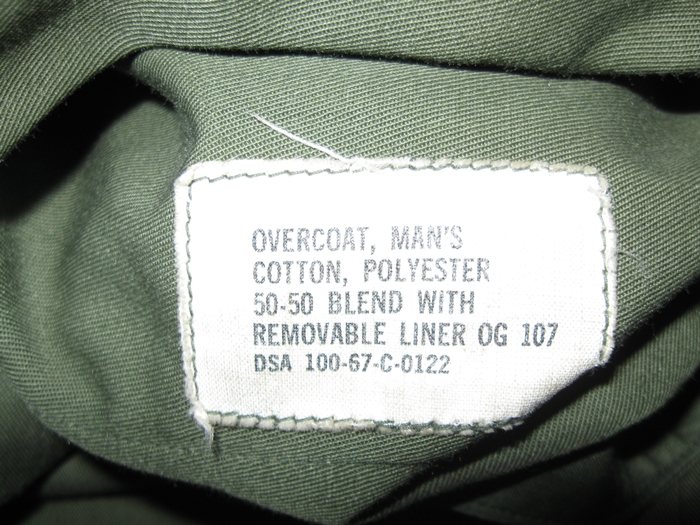 OVERCOAT, MAN'S
COTTON, POLYESTER
50-50 BLEND WITH
REMOVABLE LINER OG 107
DSA 100-67-C-0122